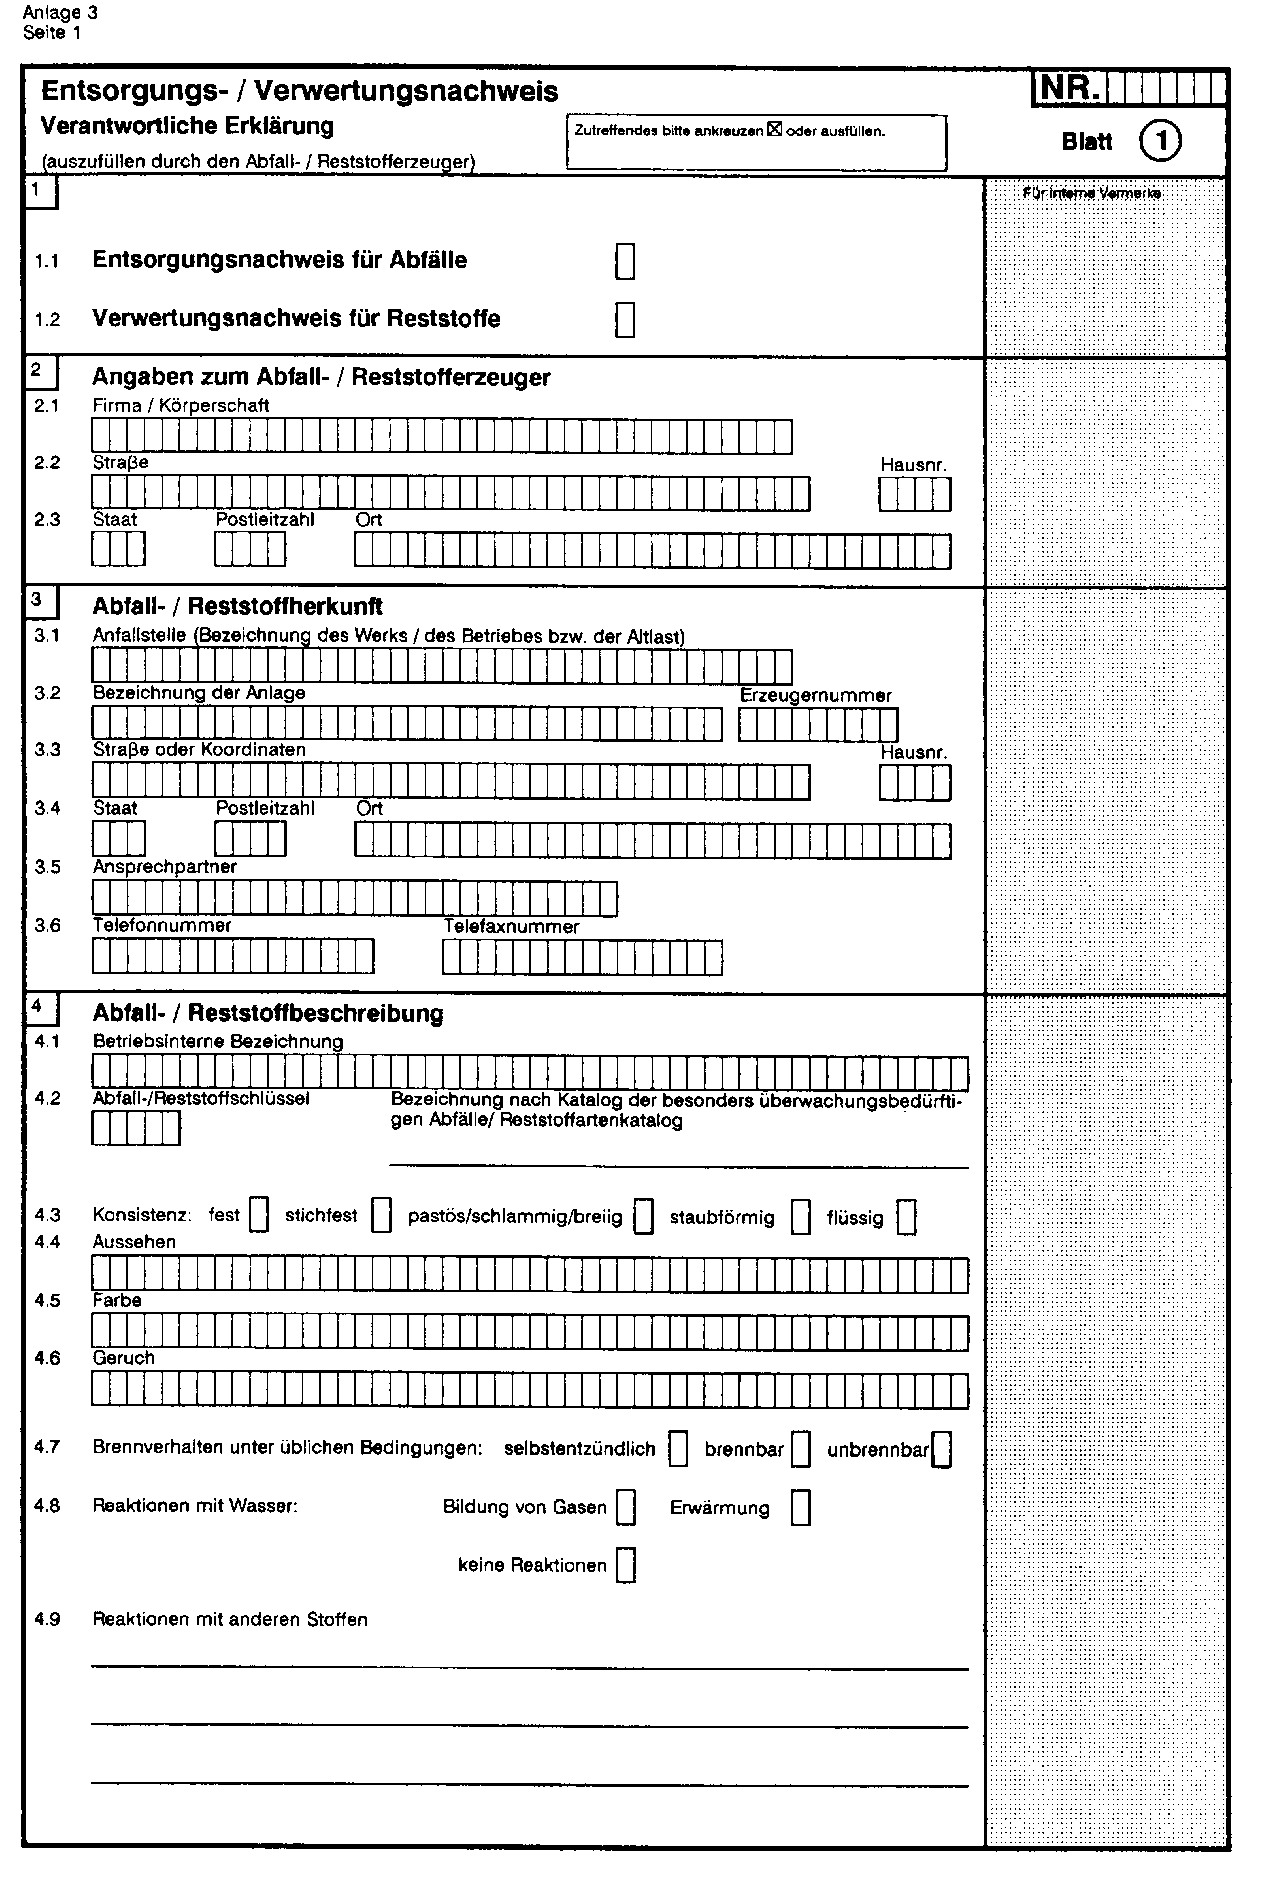 Anlage 3
Seite 1
Entsorgungs- / Verwertungsnachweis
NR.
Verantwortliche Erklärung
Zutreffendes bitte ankreuzen ☒ oder ausfüllen.
Blatt 1
(auszufüllen durch den Abfall- / Reststofferzeuger)
1
Für interne Vermerke
1.1 Entsorgungsnachweis für Abfälle
1.2 Verwertungsnachweis für Reststoffe
2 Angaben zum Abfall- / Reststofferzeuger
2.1 Firma / Körperschaft
2.2 Straße Hausnr.
2.3 Staat Postleitzahl Ort
3 Abfall- / Reststoffherkunft
3.1 Anfallstelle (Bezeichnung des Werks / des Betriebes bzw. der Altlast)
3.2 Bezeichnung der Anlage Erzeugernummer
3.3 Straße oder Koordinaten Hausnr.
3.4 Staat Postleitzahl Ort
3.5 Ansprechpartner
3.6 Telefonnummer Telefaxnummer
4 Abfall- / Reststoffbeschreibung
4.1 Betriebsinterne Bezeichnung
4.2 Abfall-/Reststoffschlüssel Bezeichnung nach Katalog der besonders überwachungsbedürfti-
gen Abfälle/ Reststoffartenkatalog
4.3 Konsistenz: fest stichfest pastös/schlammig/breiig staubförmig flüssig
4.4 Aussehen
4.5 Farbe
4.6 Geruch
4.7 Brennverhalten unter üblichen Bedingungen: selbstentzündlich brennbar unbrennbar
4.8 Reaktionen mit Wasser: Bildung von Gasen Erwärmung
keine Reaktionen
4.9 Reaktionen mit anderen Stoffen